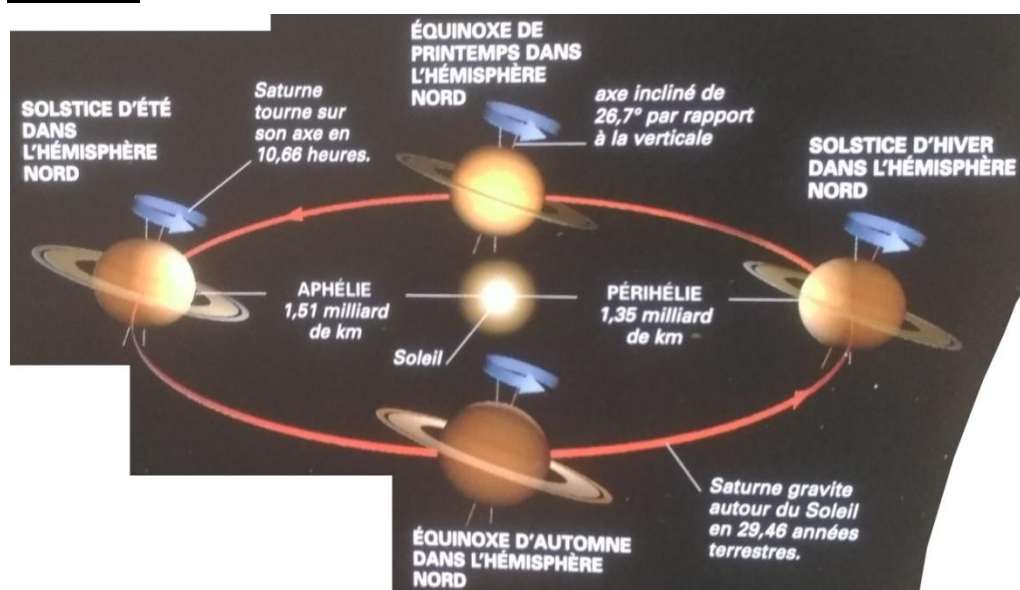 ÉQUINOXE DE
PRINTEMPS DANS
L'HÉMISPHÈRE
NORD
Saturne
tourne sur
son axe en
10,66 heures.
axe incliné de
26,7° par rapport
à la verticale
SOLSTICE D'ÉTÉ
DANS
L'HÉMISPHÈRE
NORD
SOLSTICE D'HIVER
DANS L'HÉMISPHÈRE
NORD
APHÉLIE
1,51 milliard
de km
PÉRIHÉLIE
1,35 milliard
de km
Soleil
Saturne gravite
autour du Soleil
en 29,46 années
terrestres.
ÉQUINOXE D'AUTOMNE
DANS L'HÉMISPHÈRE
NORD